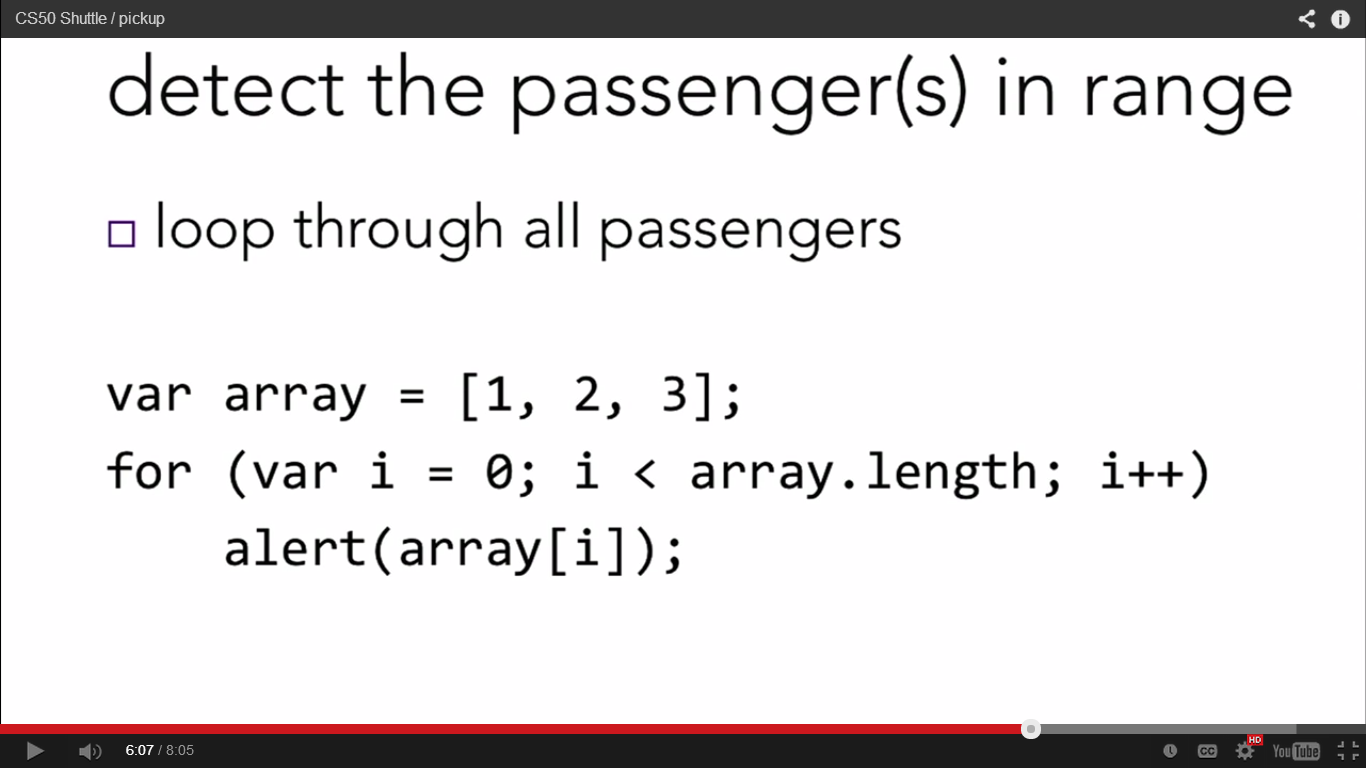 CS50 Shuttle / pickup
detect the passenger(s) in range
loop through all passengers
var array = [1, 2, 3];
for (var i = 0; i < array.length; i++)
alert(array[i]);
6:07 / 8:05
CC
HD
YouTube